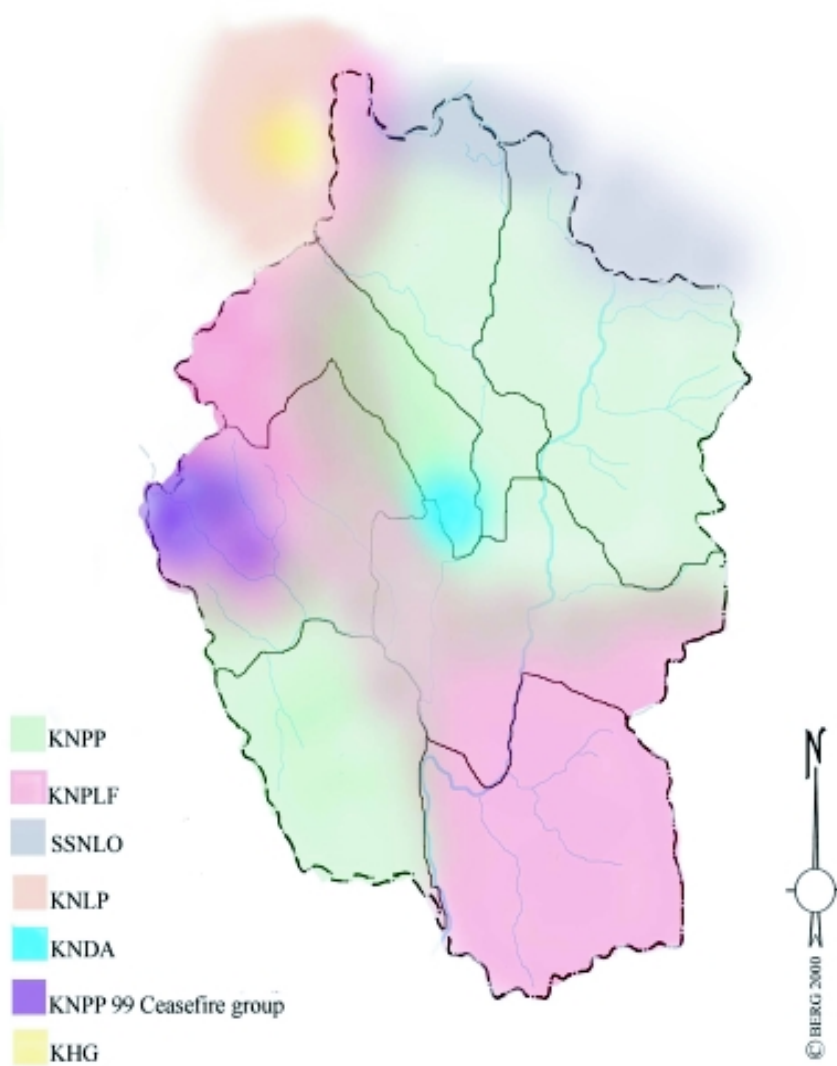 KNPP
KNPLF
SSNLO
KNLP
KNDA
KNPP 99 Ceasefire group
KHG
N
© BERG 2000